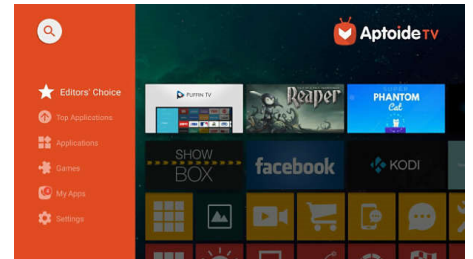 Aptoide TV
Editors' Choice
Top Applications
Applications
Games
My Apps
Settings
PUFFIN TV
Reaper
SUPER
PHANTOM
Cat
SHOW
BOX
facebook
KODI